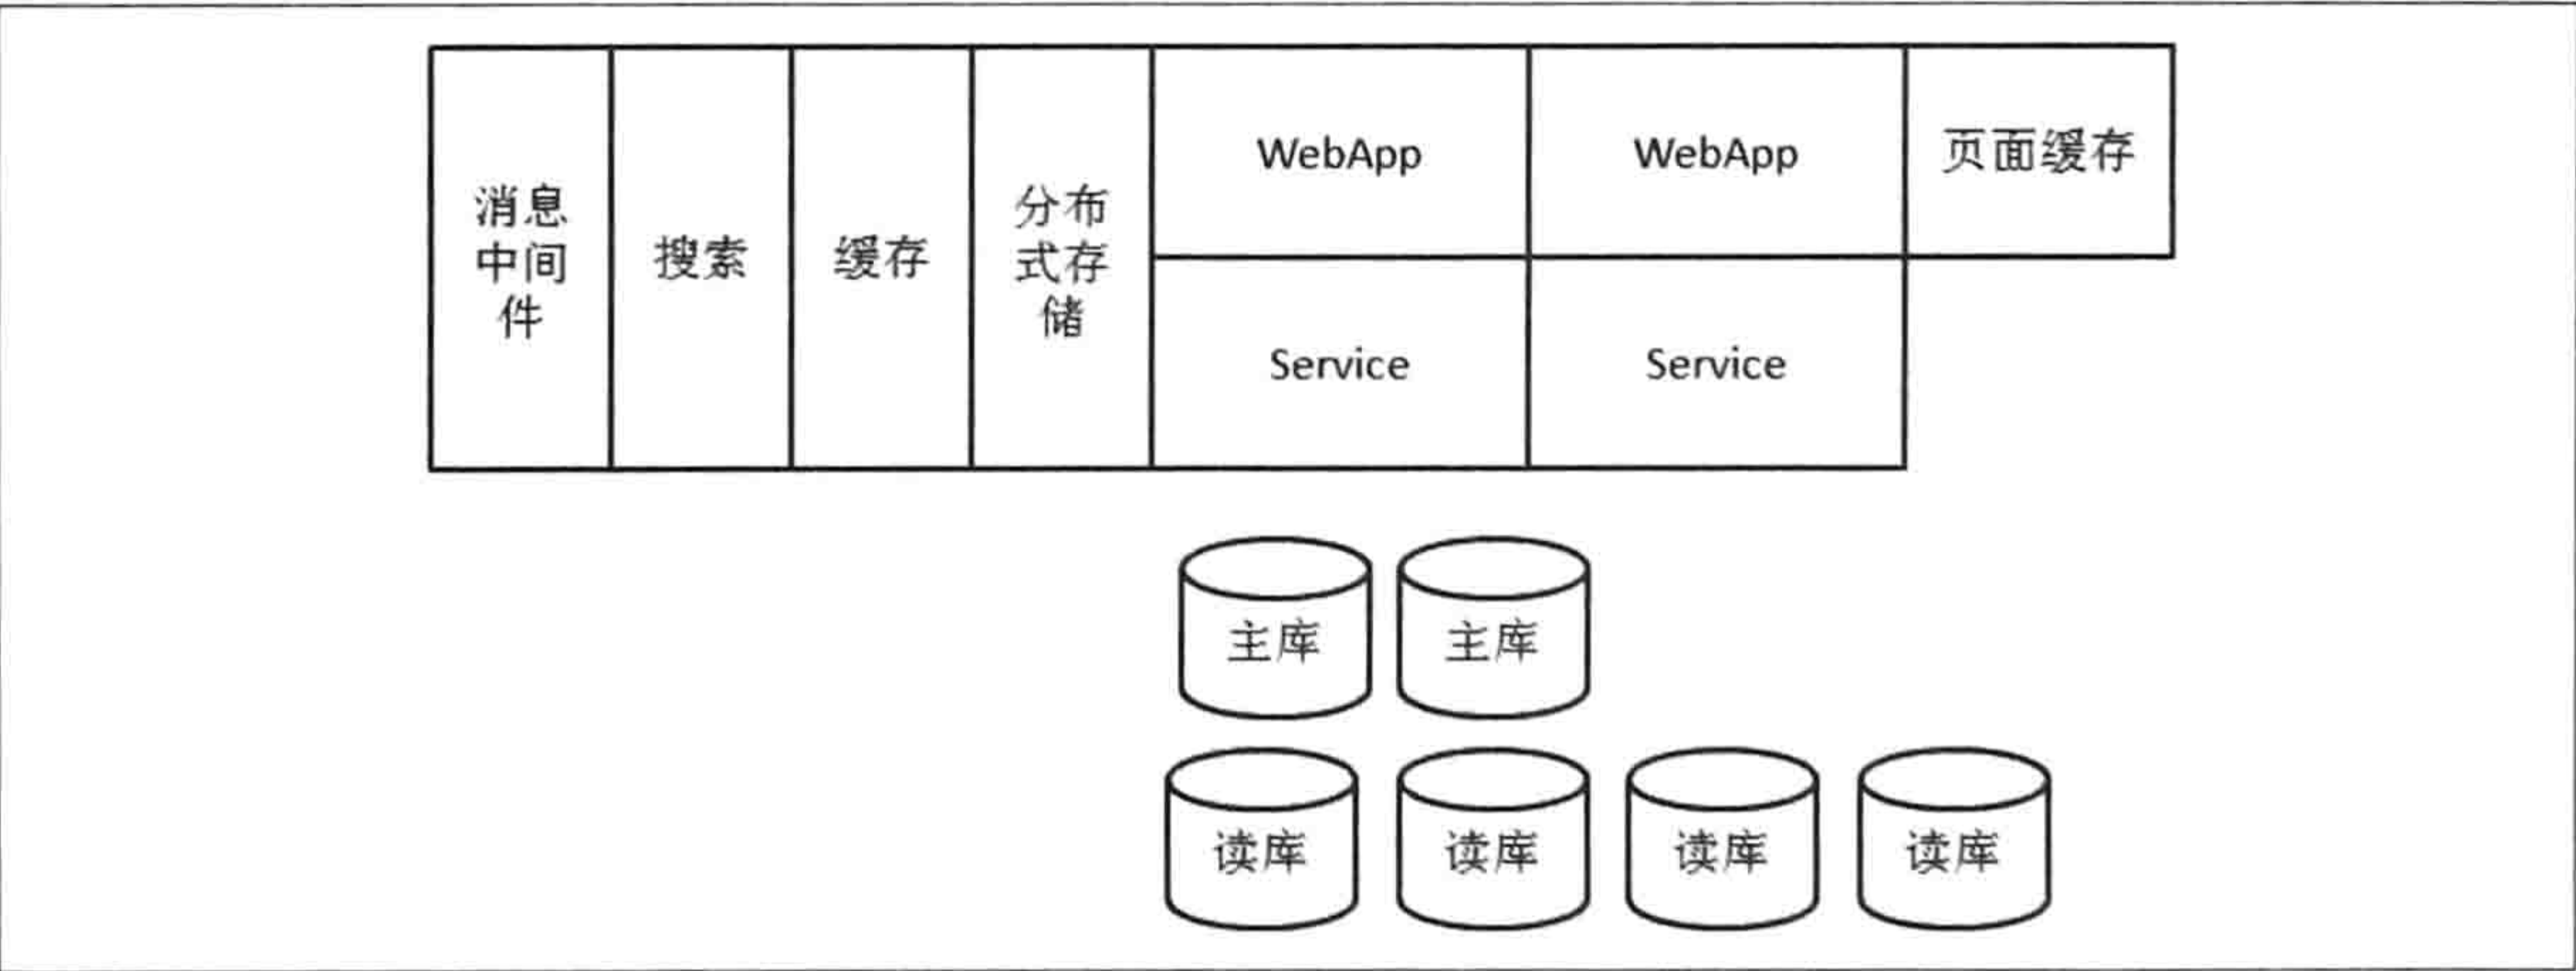 消息
中间
件
搜索
缓存
分布
式存
储
WebApp
WebApp
页面缓存
Service
Service
主库
主库
读库
读库
读库
读库